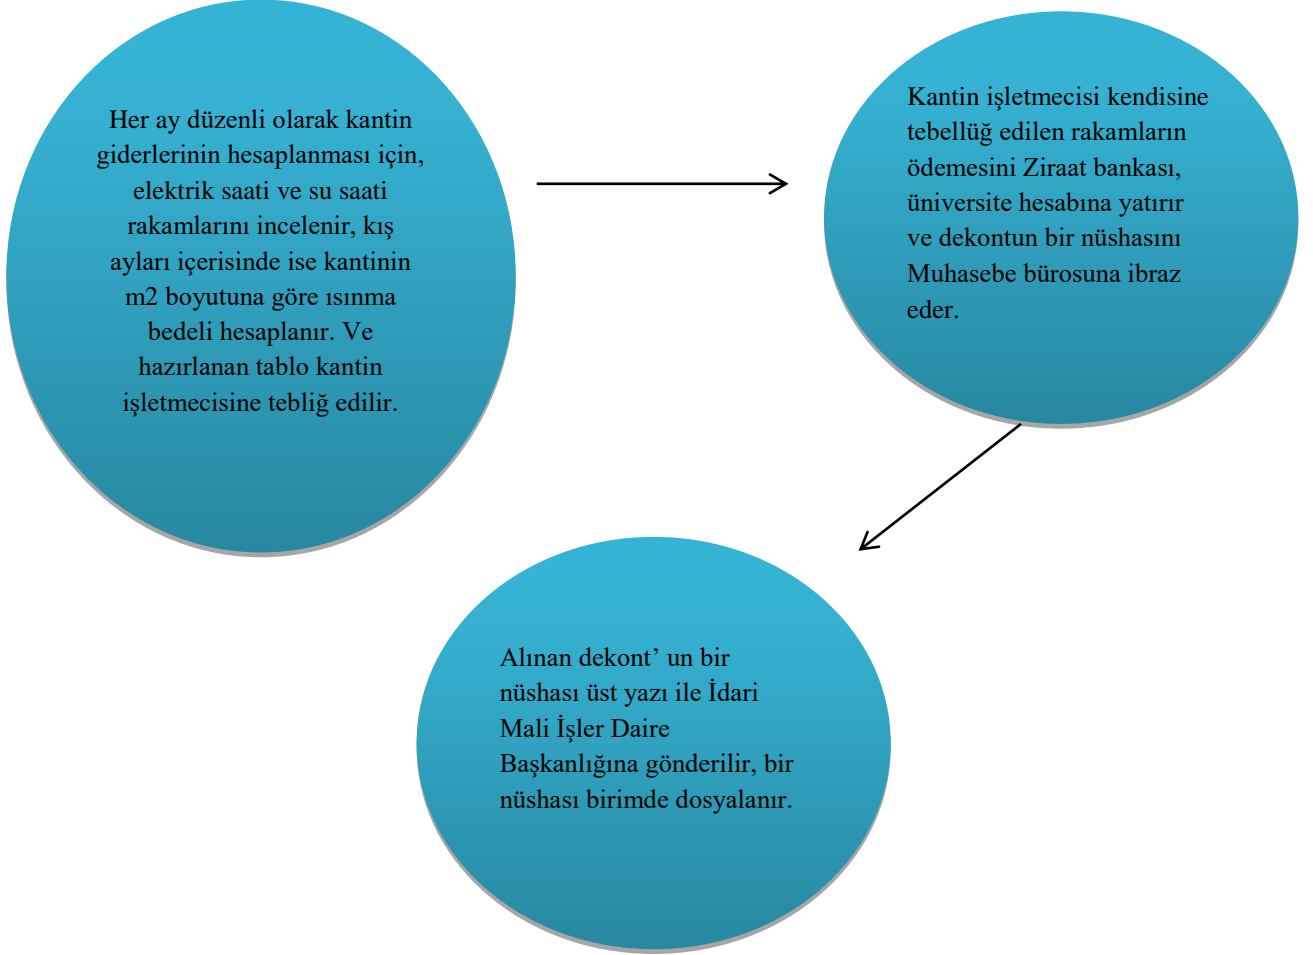 Her ay düzenli olarak kantin
giderlerinin hesaplanması için,
elektrik saati ve su saati
rakamlarını incelenir, kış
ayları içerisinde ise kantinin
m2 boyutuna göre ısınma
bedeli hesaplanır. Ve
hazırlanan tablo kantin
işletmecisine tebliğ edilir.
Kantin işletmecisi kendisine
tebellüğ edilen rakamların
ödemesini Ziraat bankası,
üniversite hesabına yatırır
ve dekontun bir nüshasını
Muhasebe bürosuna ibraz
eder.
Alınan dekont’ un bir
nüshası üst yazı ile İdari
Mali İşler Daire
Başkanlığına gönderilir, bir
nüshası birimde dosyalanır.